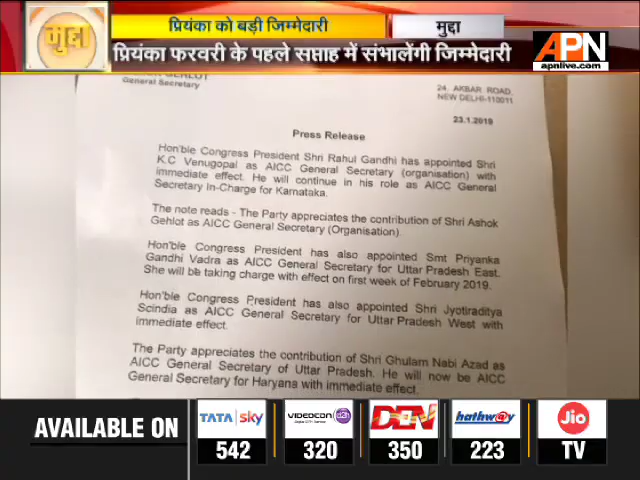 मुद्दा
प्रियंका को बड़ी जिम्मेदारी
मुद्दा
प्रियंका फरवरी के पहले सप्ताह में संभालेंगी जिम्मेदारी
APN
apnlive.com
GEHLOT
General Secretary
24, AKBAR ROAD,
NEW DELHI-110011
23.1.2019
Press Release
Hon'ble Congress President Shri Rahul Gandhi has appointed Shri
K.C Venugopal as AICC General Secretary (organisation) with
immediate effect. He will continue in his role as AICC General
Secretary In-Charge for Karnataka.
The note reads - The Party appreciates the contribution of Shri Ashok
Gehlot as AICC General Secretary (Organisation).
Hon'ble Congress President has also appointed Smt Priyanka
Gandhi Vadra as AICC General Secretary for Uttar Pradesh East.
She will be taking charge with effect on first week of February 2019.
Hon'ble Congress President has also appointed Shri Jyotiraditya
Scindia as AICC General Secretary for Uttar Pradesh West with
immediate effect.
The Party appreciates the contribution of Shri Ghulam Nabi Azad as
AICC General Secretary of Uttar Pradesh. He will now be AICC
General Secretary for Haryana with immediate effect.
AVAILABLE ON
TATA sky
542
VIDEOCON d2h
320
DEN
350
hathway
223
Jio
TV